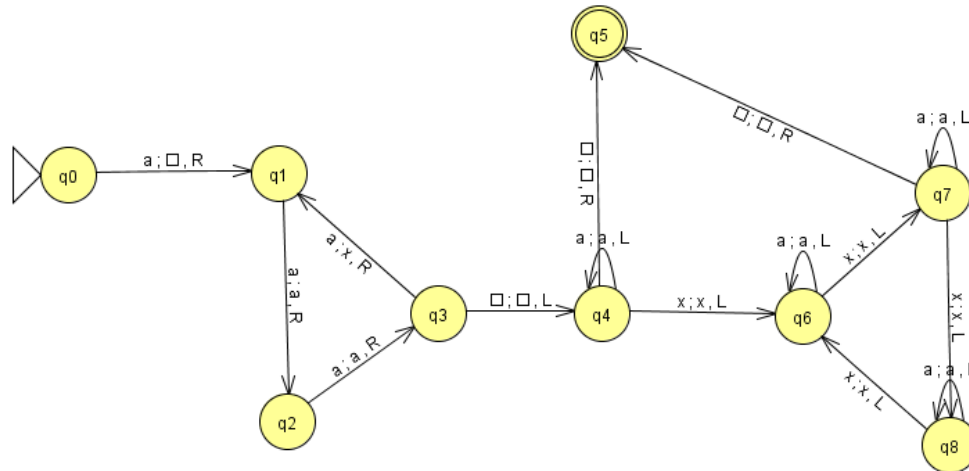 q5
a ; a , L
□ ; □ , R
a ; □ , R
q0
q1
q7
□ ; □ , R
a ; a , L
a ; a , L
a ; x , R
x ; x , L
a ; a , R
□ ; □ , L
x ; x , L
q3
q4
q6
x ; x , L
a ; a , R
a ; a , L
x ; x , L
q2
q8